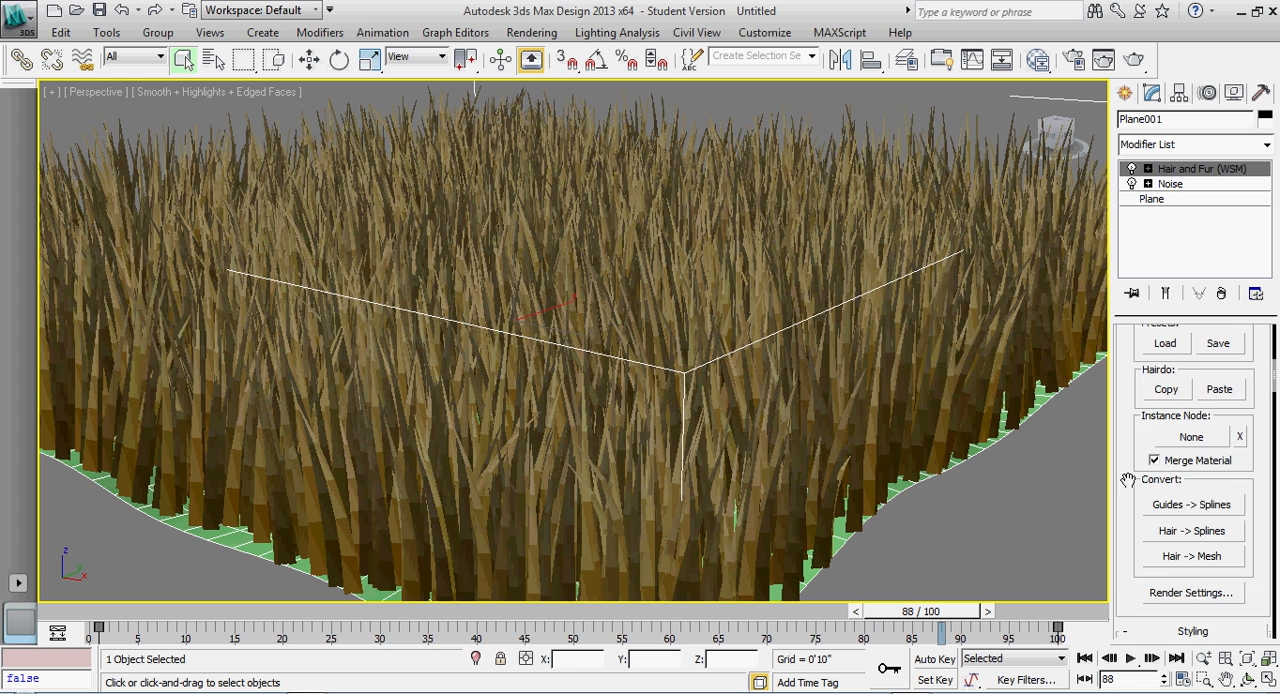 Workspace: Default
Autodesk 3ds Max Design 2013 x64 - Student Version Untitled
Type a keyword or phrase
3DS
Edit Tools Group Views Create Modifiers Animation Graph Editors Rendering Lighting Analysis Civil View Customize MAXScript Help
All View 3 % ABC Create Selection Se
[ + ] [ Perspective ] [ Smooth + Highlights + Edged Faces ]
Plane001
Modifier List
Hair and Fur (WSM)
Noise
Plane
Load Save
Hairdo:
Copy Paste
Instance Node:
None X
Merge Material
Convert:
Guides -> Splines
Hair -> Splines
Hair -> Mesh
Render Settings...
- Styling
z
x
< 88 / 100 >
0 5 10 15 20 25 30 35 40 45 50 55 60 65 70 75 80 85 90 95 100
1 Object Selected X: Y: Z: Grid = 0'10" Auto Key Selected
false Click or click-and-drag to select objects Add Time Tag Set Key Key Filters... 88